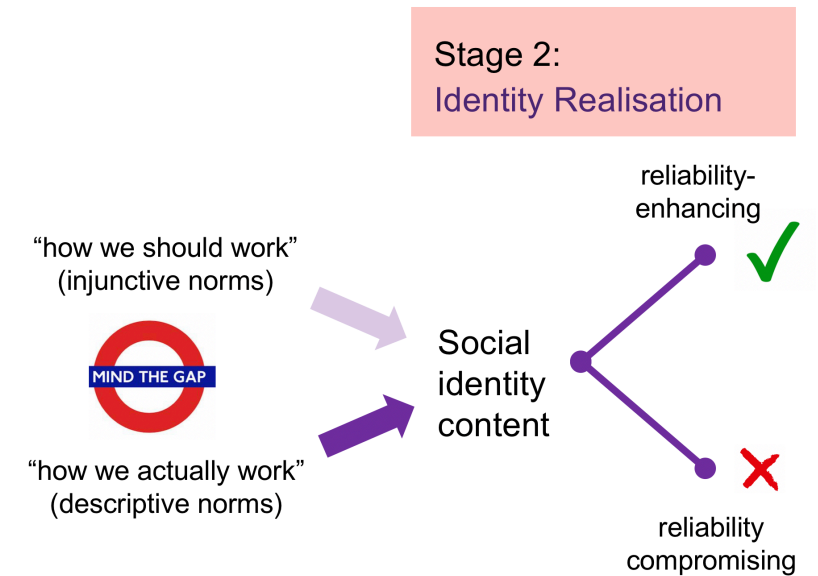 Stage 2:
Identity Realisation
reliability-
enhancing
“how we should work”
(injunctive norms)
MIND THE GAP
Social
identity
content
“how we actually work”
(descriptive norms)
reliability
compromising